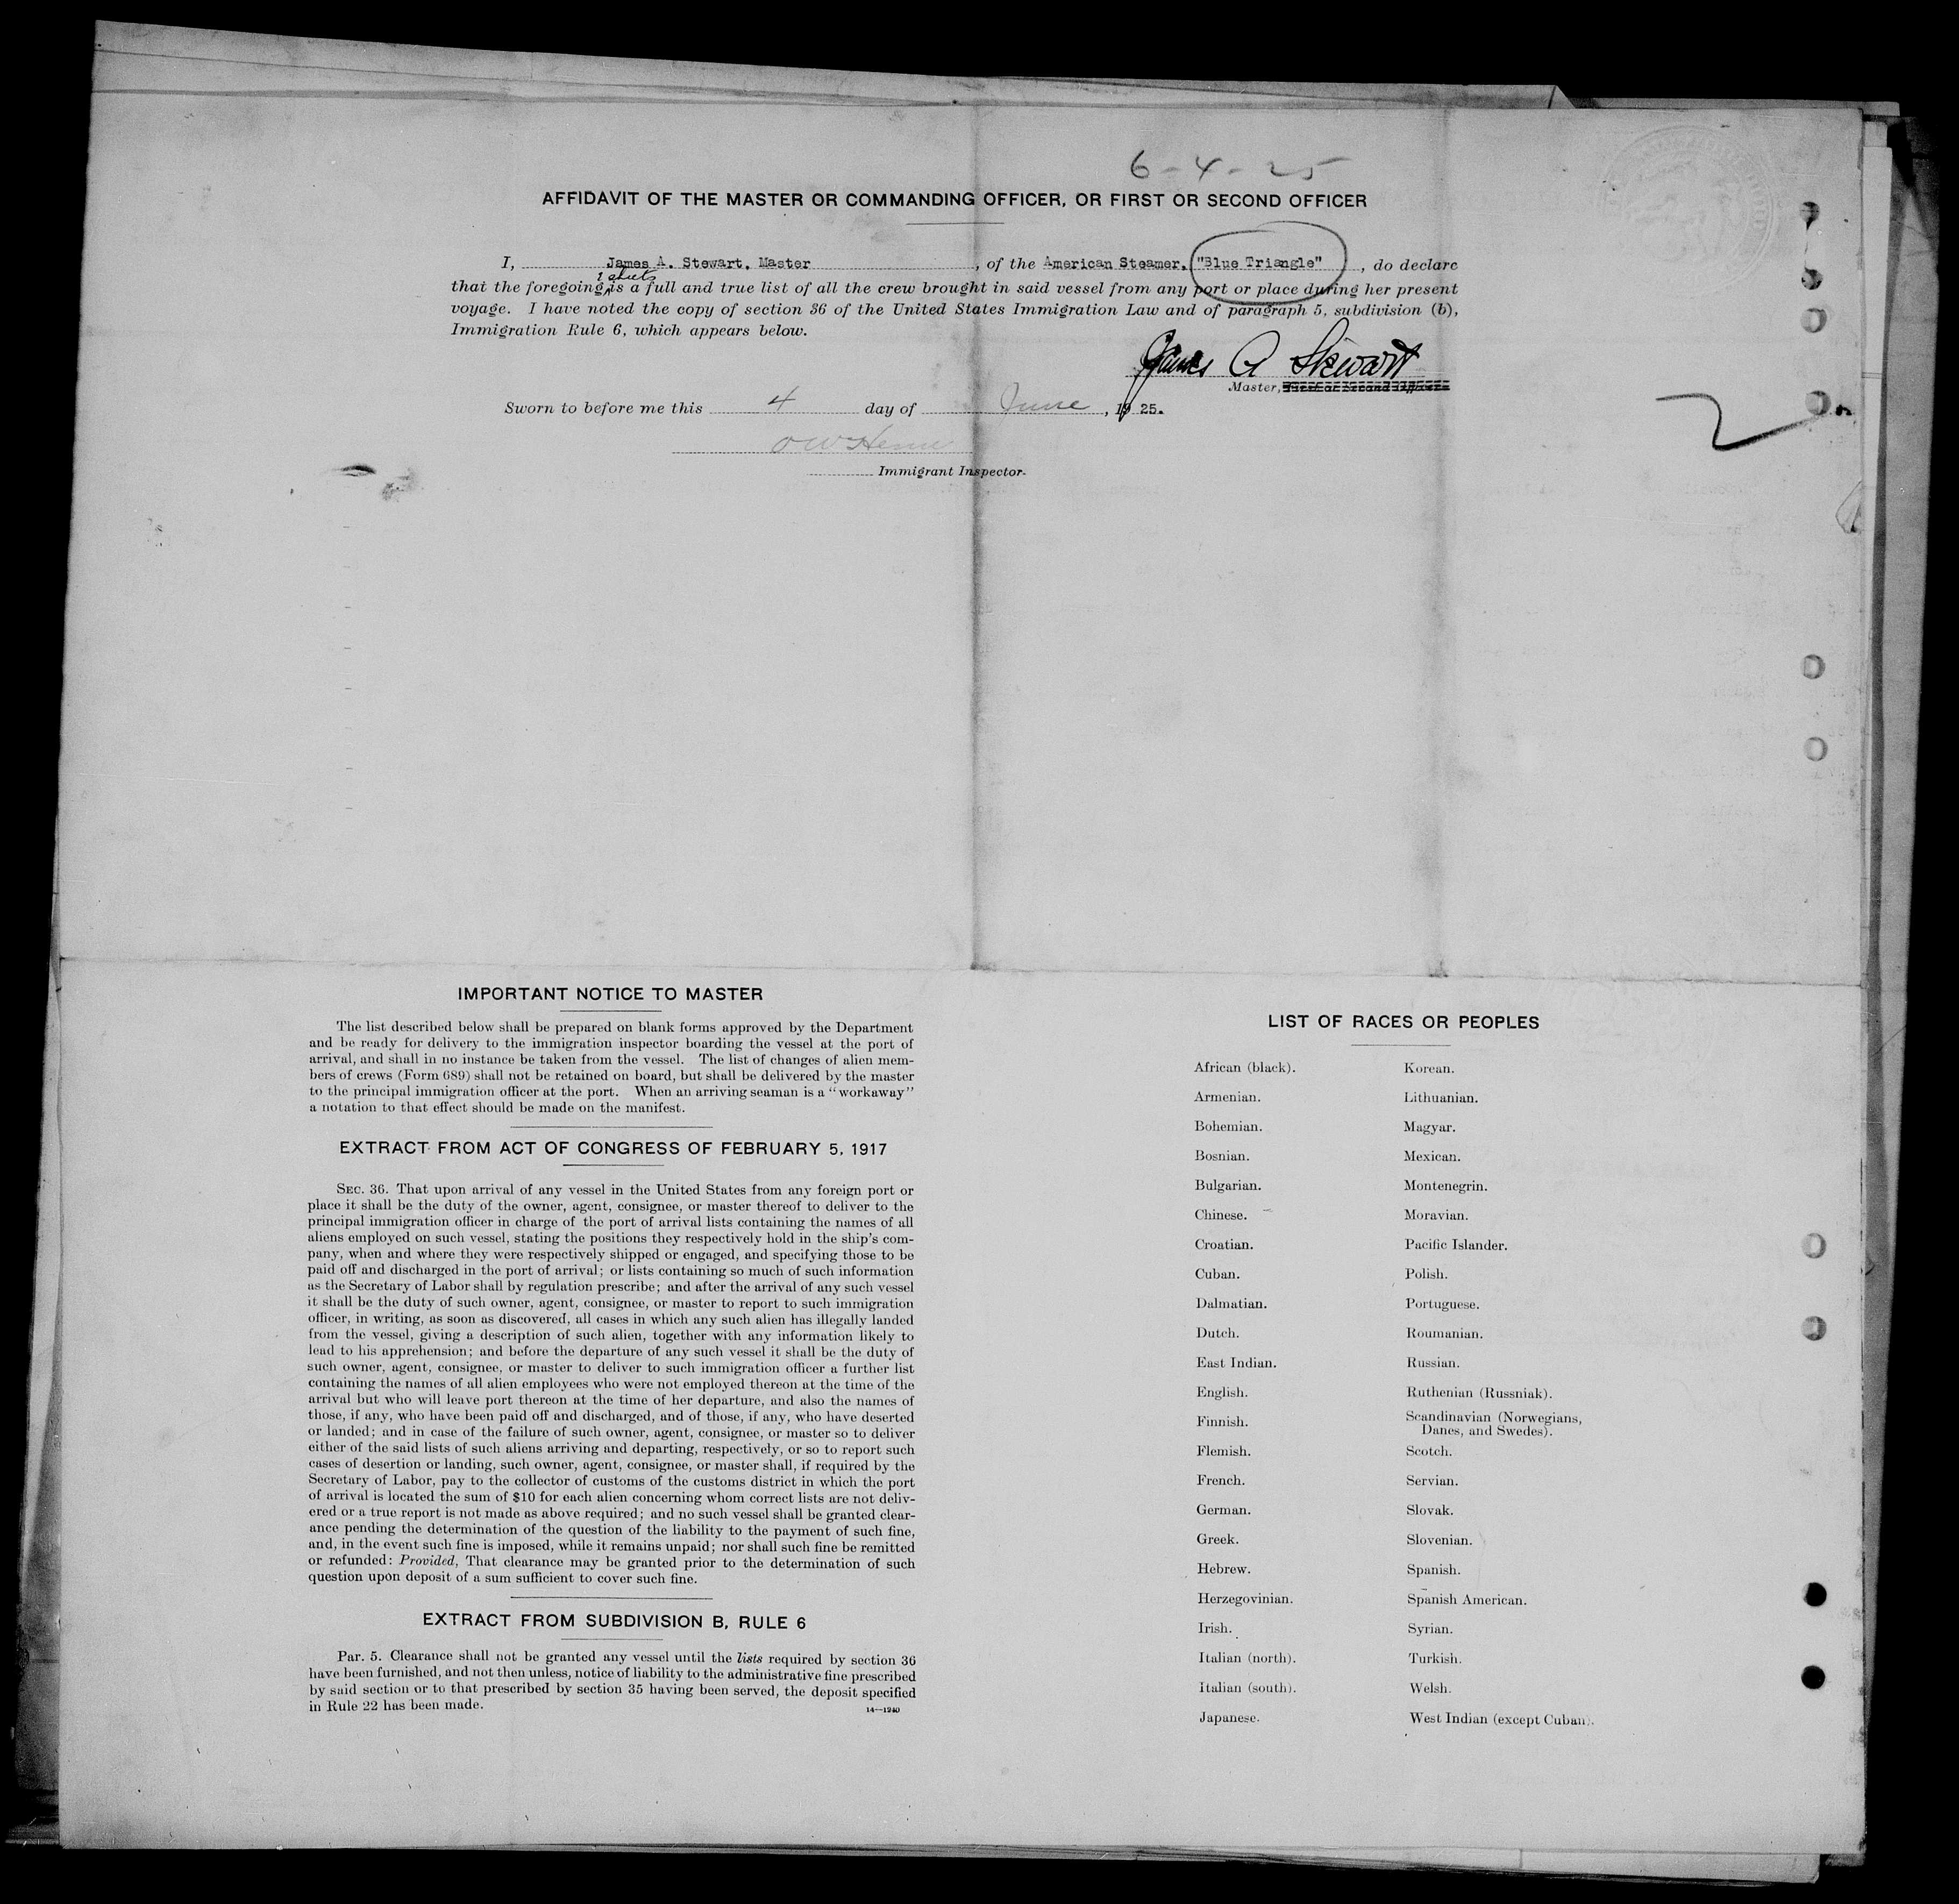 6-4-25
AFFIDAVIT OF THE MASTER OR COMMANDING OFFICER, OR FIRST OR SECOND OFFICER
I, James A. Stewart, Master, of the American Steamer, "Blue Triangle", do declare
sheets
that the foregoing is a full and true list of all the crew brought in said vessel from any port or place during her present
voyage. I have noted the copy of section 36 of the United States Immigration Law and of paragraph 5, subdivision (b),
Immigration Rule 6, which appears below.
James A Stewart
Master, First or Second Officer.
Sworn to before me this 4 day of June, 1925.
Immigrant Inspector.
IMPORTANT NOTICE TO MASTER
The list described below shall be prepared on blank forms approved by the Department
and be ready for delivery to the immigration inspector boarding the vessel at the port of
arrival, and shall in no instance be taken from the vessel. The list of changes of alien mem-
bers of crews (Form 689) shall not be retained on board, but shall be delivered by the master
to the principal immigration officer at the port. When an arriving seaman is a "workaway"
a notation to that effect should be made on the manifest.
EXTRACT FROM ACT OF CONGRESS OF FEBRUARY 5, 1917
SEC. 36. That upon arrival of any vessel in the United States from any foreign port or
place it shall be the duty of the owner, agent, consignee, or master thereof to deliver to the
principal immigration officer in charge of the port of arrival lists containing the names of all
aliens employed on such vessel, stating the positions they respectively hold in the ship's com-
pany, when and where they were respectively shipped or engaged, and specifying those to be
paid off and discharged in the port of arrival; or lists containing so much of such information
as the Secretary of Labor shall by regulation prescribe; and after the arrival of any such vessel
it shall be the duty of such owner, agent, consignee, or master to report to such immigration
officer, in writing, as soon as discovered, all cases in which any such alien has illegally landed
from the vessel, giving a description of such alien, together with any information likely to
lead to his apprehension; and before the departure of any such vessel it shall be the duty of
such owner, agent, consignee, or master to deliver to such immigration officer a further list
containing the names of all alien employees who were not employed thereon at the time of the
arrival but who will leave port thereon at the time of her departure, and also the names of
those, if any, who have been paid off and discharged, and of those, if any, who have deserted
or landed; and in case of the failure of such owner, agent, consignee, or master so to deliver
either of the said lists of such aliens arriving and departing, respectively, or so to report such
cases of desertion or landing, such owner, agent, consignee, or master shall, if required by the
Secretary of Labor, pay to the collector of customs of the customs district in which the port
of arrival is located the sum of $10 for each alien concerning whom correct lists are not deliv-
ered or a true report is not made as above required; and no such vessel shall be granted clear-
ance pending the determination of the question of the liability to the payment of such fine,
and, in the event such fine is imposed, while it remains unpaid; nor shall such fine be remitted
or refunded: Provided, That clearance may be granted prior to the determination of such
question upon deposit of a sum sufficient to cover such fine.
EXTRACT FROM SUBDIVISION B, RULE 6
Par. 5. Clearance shall not be granted any vessel until the lists required by section 36
have been furnished, and not then unless, notice of liability to the administrative fine prescribed
by said section or to that prescribed by section 35 having been served, the deposit specified
in Rule 22 has been made.
14—1240
LIST OF RACES OR PEOPLES
African (black).
Armenian.
Bohemian.
Bosnian.
Bulgarian.
Chinese.
Croatian.
Cuban.
Dalmatian.
Dutch.
East Indian.
English.
Finnish.
Flemish.
French.
German.
Greek.
Hebrew.
Herzegovinian.
Irish.
Italian (north).
Italian (south).
Japanese.
Korean.
Lithuanian.
Magyar.
Mexican.
Montenegrin.
Moravian.
Pacific Islander.
Polish.
Portuguese.
Roumanian.
Russian.
Ruthenian (Russniak).
Scandinavian (Norwegians,
Danes, and Swedes).
Scotch.
Servian.
Slovak.
Slovenian.
Spanish.
Spanish American.
Syrian.
Turkish.
Welsh.
West Indian (except Cuban).